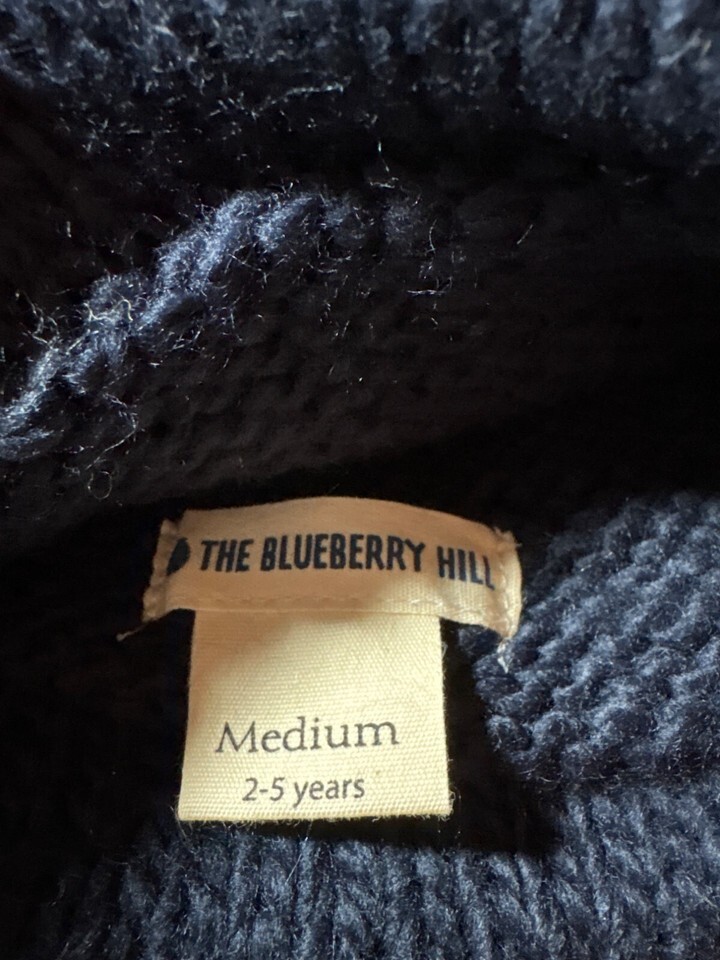 THE BLUEBERRY HILL
Medium
2-5 years